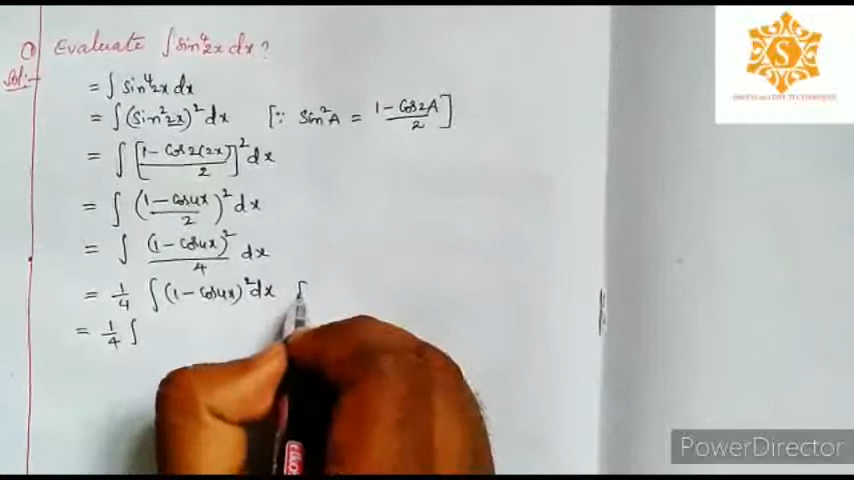 Q Evaluate ∫ sin⁴2x dx?
Sol:-
= ∫ sin⁴2x dx
= ∫ (sin²2x)² dx [∵ sin²A = (1 - Cos2A)/2]
= ∫ [(1 - Cos2(2x))/2]² dx
= ∫ ((1 - Cos4x)/2)² dx
= ∫ (1 - Cos4x)²/4 dx
= 1/4 ∫ (1 - Cos4x)² dx
= 1/4 ∫
S
PowerDirector